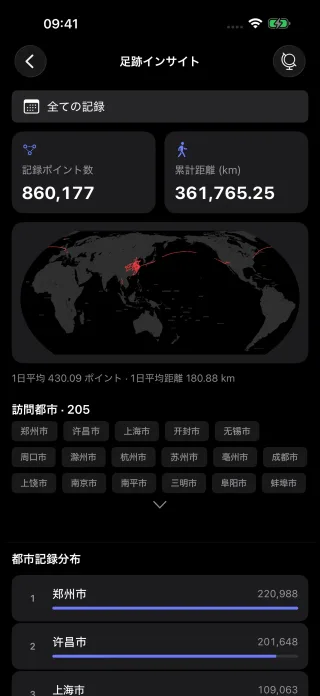 09:41
足跡インサイト
全ての記録
記録ポイント数
860,177
累計距離 (km)
361,765.25
1日平均 430.09 ポイント · 1日平均距離 180.88 km
訪問都市 · 205
郑州市 许昌市 上海市 开封市 无锡市
周口市 滁州市 杭州市 苏州市 亳州市 成都市
上饶市 南京市 南平市 三明市 阜阳市 蚌埠市
都市記録分布
1 郑州市 220,988
2 许昌市 201,648
3 上海市 109,063